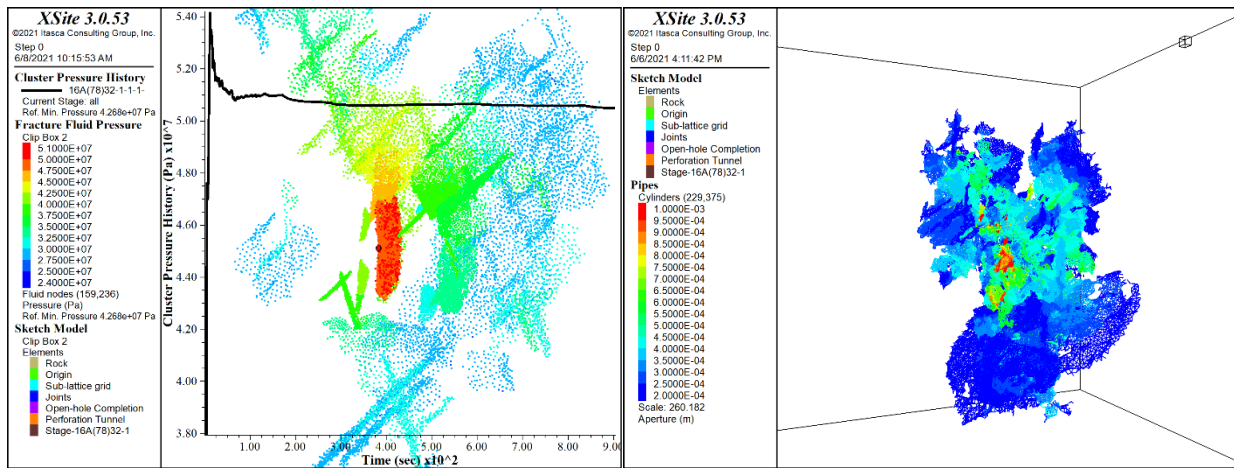 XSite 3.0.53
©2021 Itasca Consulting Group, Inc.
Step 0
6/8/2021 10:15:53 AM
Cluster Pressure History
16A(78)32-1-1-1-
Current Stage: all
Ref. Min. Pressure 4.268e+07 Pa
Fracture Fluid Pressure
Clip Box 2
5.1000E+07
5.0000E+07
4.7500E+07
4.5000E+07
4.2500E+07
4.0000E+07
3.7500E+07
3.5000E+07
3.2500E+07
3.0000E+07
2.7500E+07
2.5000E+07
2.4000E+07
Fluid nodes (159,236)
Pressure (Pa)
Ref. Min. Pressure 4.268e+07 Pa
Sketch Model
Clip Box 2
Elements
Rock
Origin
Sub-lattice grid
Joints
Open-hole Completion
Perforation Tunnel
Stage-16A(78)32-1
Cluster Pressure History (Pa) x10^7
5.40
5.20
5.00
4.80
4.60
4.40
4.20
4.00
3.80
1.00 2.00 3.00 4.00 5.00 6.00 7.00 8.00 9.00
Time (sec) x10^2
XSite 3.0.53
©2021 Itasca Consulting Group, Inc.
Step 0
6/6/2021 4:11:42 PM
Sketch Model
Elements
Rock
Origin
Sub-lattice grid
Joints
Open-hole Completion
Perforation Tunnel
Stage-16A(78)32-1
Pipes
Cylinders (229,375)
1.0000E-03
9.5000E-04
9.0000E-04
8.5000E-04
8.0000E-04
7.5000E-04
7.0000E-04
6.5000E-04
6.0000E-04
5.5000E-04
5.0000E-04
4.5000E-04
4.0000E-04
3.5000E-04
3.0000E-04
2.5000E-04
2.0000E-04
Scale: 260.182
Aperture (m)